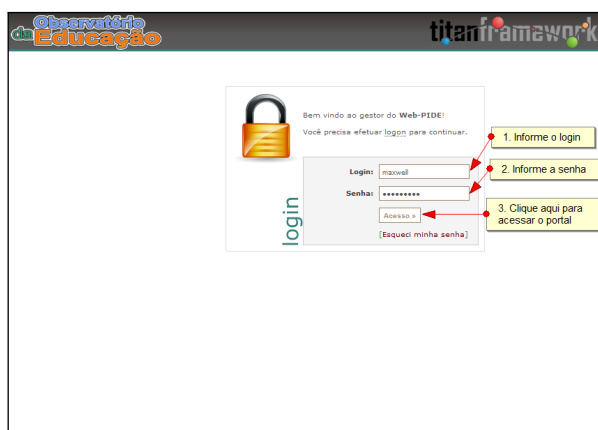 Observatório
da Educação
titanframework
Bem vindo ao gestor do Web-PIDE!
Você precisa efetuar logon para continuar.
1. Informe o login
Login: maxwell
2. Informe a senha
Senha: •••••••••
Acesso »
3. Clique aqui para
acessar o portal
[Esqueci minha senha]
login